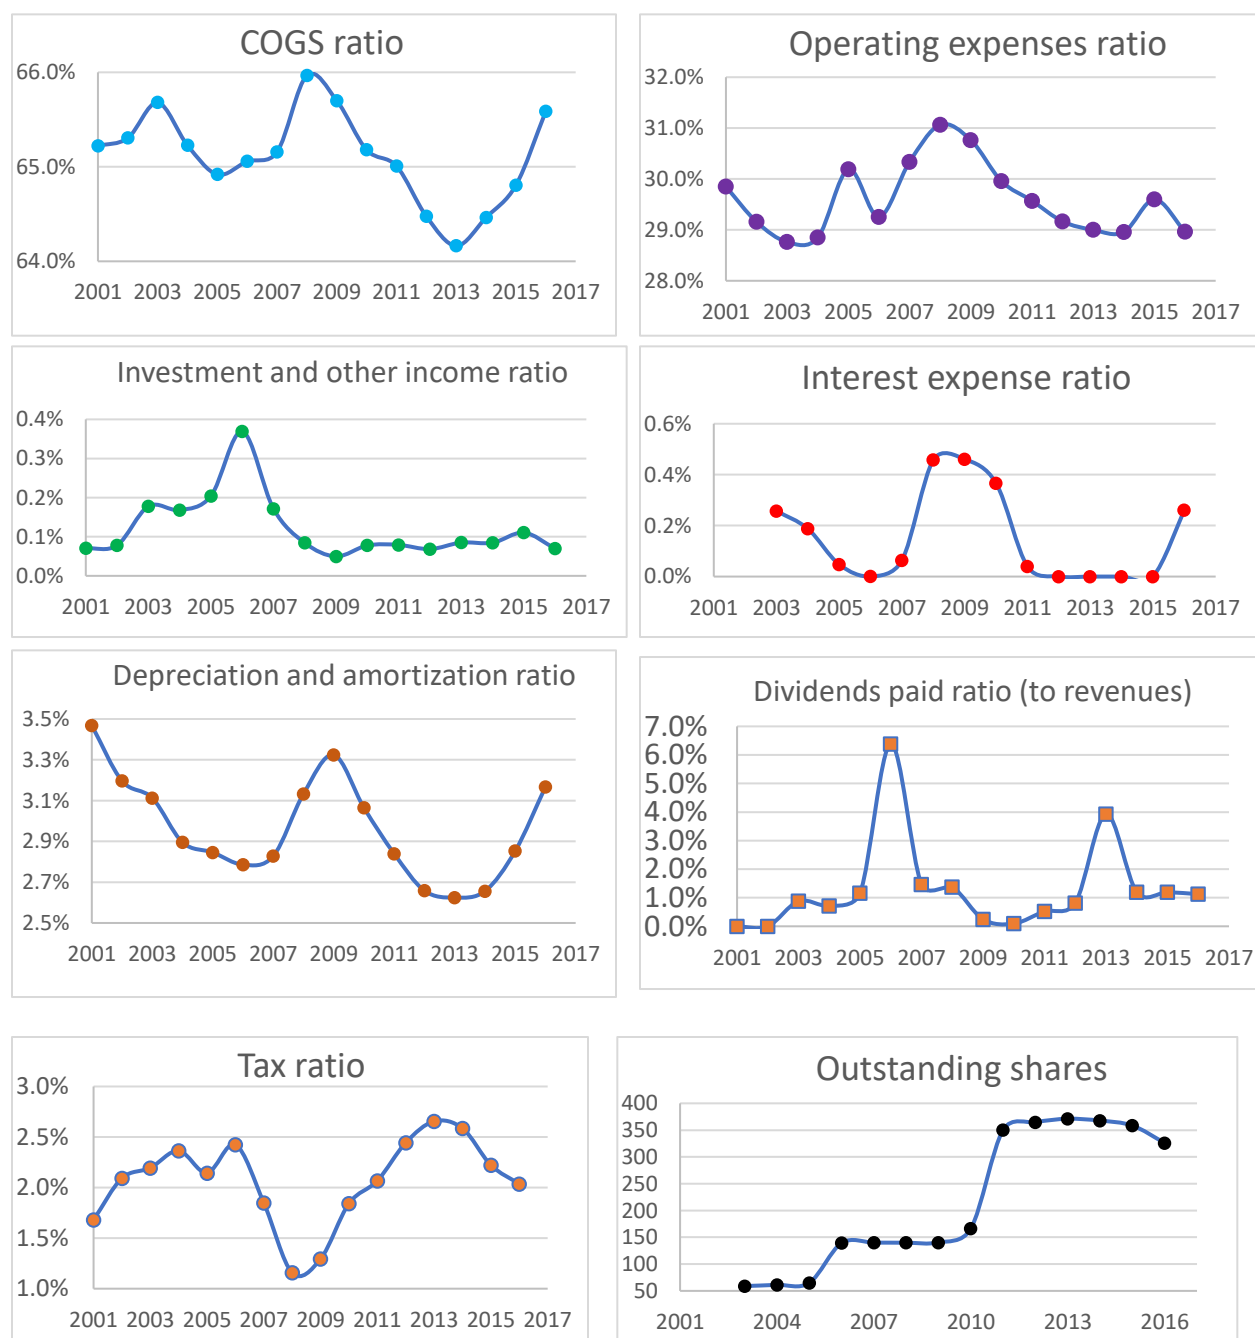 COGS ratio
66.0%
65.0%
64.0%
2001 2003 2005 2007 2009 2011 2013 2015 2017
Operating expenses ratio
32.0%
31.0%
30.0%
29.0%
28.0%
2001 2003 2005 2007 2009 2011 2013 2015 2017
Investment and other income ratio
0.4%
0.3%
0.2%
0.1%
0.0%
2001 2003 2005 2007 2009 2011 2013 2015 2017
Interest expense ratio
0.6%
0.4%
0.2%
0.0%
2001 2003 2005 2007 2009 2011 2013 2015 2017
Depreciation and amortization ratio
3.5%
3.3%
3.1%
2.9%
2.7%
2.5%
2001 2003 2005 2007 2009 2011 2013 2015 2017
Dividends paid ratio (to revenues)
7.0%
6.0%
5.0%
4.0%
3.0%
2.0%
1.0%
0.0%
2001 2003 2005 2007 2009 2011 2013 2015 2017
Tax ratio
3.0%
2.5%
2.0%
1.5%
1.0%
2001 2003 2005 2007 2009 2011 2013 2015 2017
Outstanding shares
400
350
300
250
200
150
100
50
2001 2004 2007 2010 2013 2016